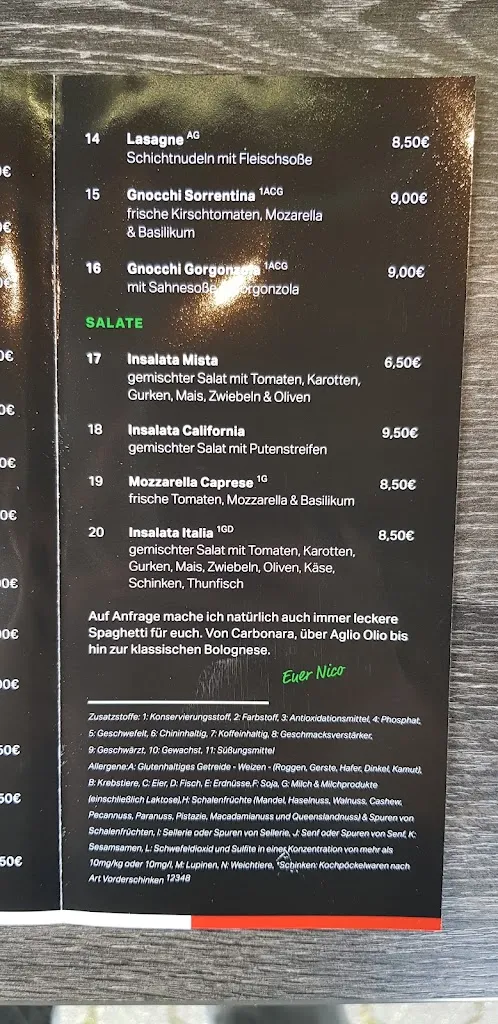 14 Lasagne AG 8,50€
Schichtnudeln mit Fleischsoße
15 Gnocchi Sorrentina 1ACG 9,00€
frische Kirschtomaten, Mozarella
& Basilikum
16 Gnocchi Gorgonzola 1ACG 9,00€
mit Sahnesoße Gorgonzola
SALATE
17 Insalata Mista 6,50€
gemischter Salat mit Tomaten, Karotten,
Gurken, Mais, Zwiebeln & Oliven
18 Insalata California 9,50€
gemischter Salat mit Putenstreifen
19 Mozzarella Caprese 1G 8,50€
frische Tomaten, Mozzarella & Basilikum
20 Insalata Italia 1GD 8,50€
gemischter Salat mit Tomaten, Karotten,
Gurken, Mais, Zwiebeln, Oliven, Käse,
Schinken, Thunfisch
Auf Anfrage mache ich natürlich auch immer leckere
Spaghetti für euch. Von Carbonara, über Aglio Olio bis
hin zur klassischen Bolognese.
Euer Nico
Zusatzstoffe: 1: Konservierungsstoff, 2: Farbstoff, 3: Antioxidationsmittel, 4: Phosphat,
5: Geschwefelt, 6: Chininhaltig, 7: Koffeinhaltig, 8: Geschmacksverstärker,
9: Geschwärzt, 10: Gewachst, 11: Süßungsmittel
Allergene:A: Glutenhaltiges Getreide - Weizen - (Roggen, Gerste, Hafer, Dinkel, Kamut),
B: Krebstiere, C: Eier, D: Fisch, E: Erdnüsse,F: Soja, G: Milch & Milchprodukte
(einschließlich Laktose),H: Schalenfrüchte (Mandel, Haselnuss, Walnuss, Cashew,
Pecannuss, Paranuss, Pistazie, Macadamianuss und Queenslandnuss) & Spuren von
Schalenfrüchten, I: Sellerie oder Spuren von Sellerie, J: Senf oder Spuren von Senf, K:
Sesamsamen, L: Schwefeldioxid und Sulfite in einer Konzentration von mehr als
10mg/kg oder 10mg/l, M: Lupinen, N: Weichtiere, *Schinken: Kochpökelwaren nach
Art Vorderschinken 12348